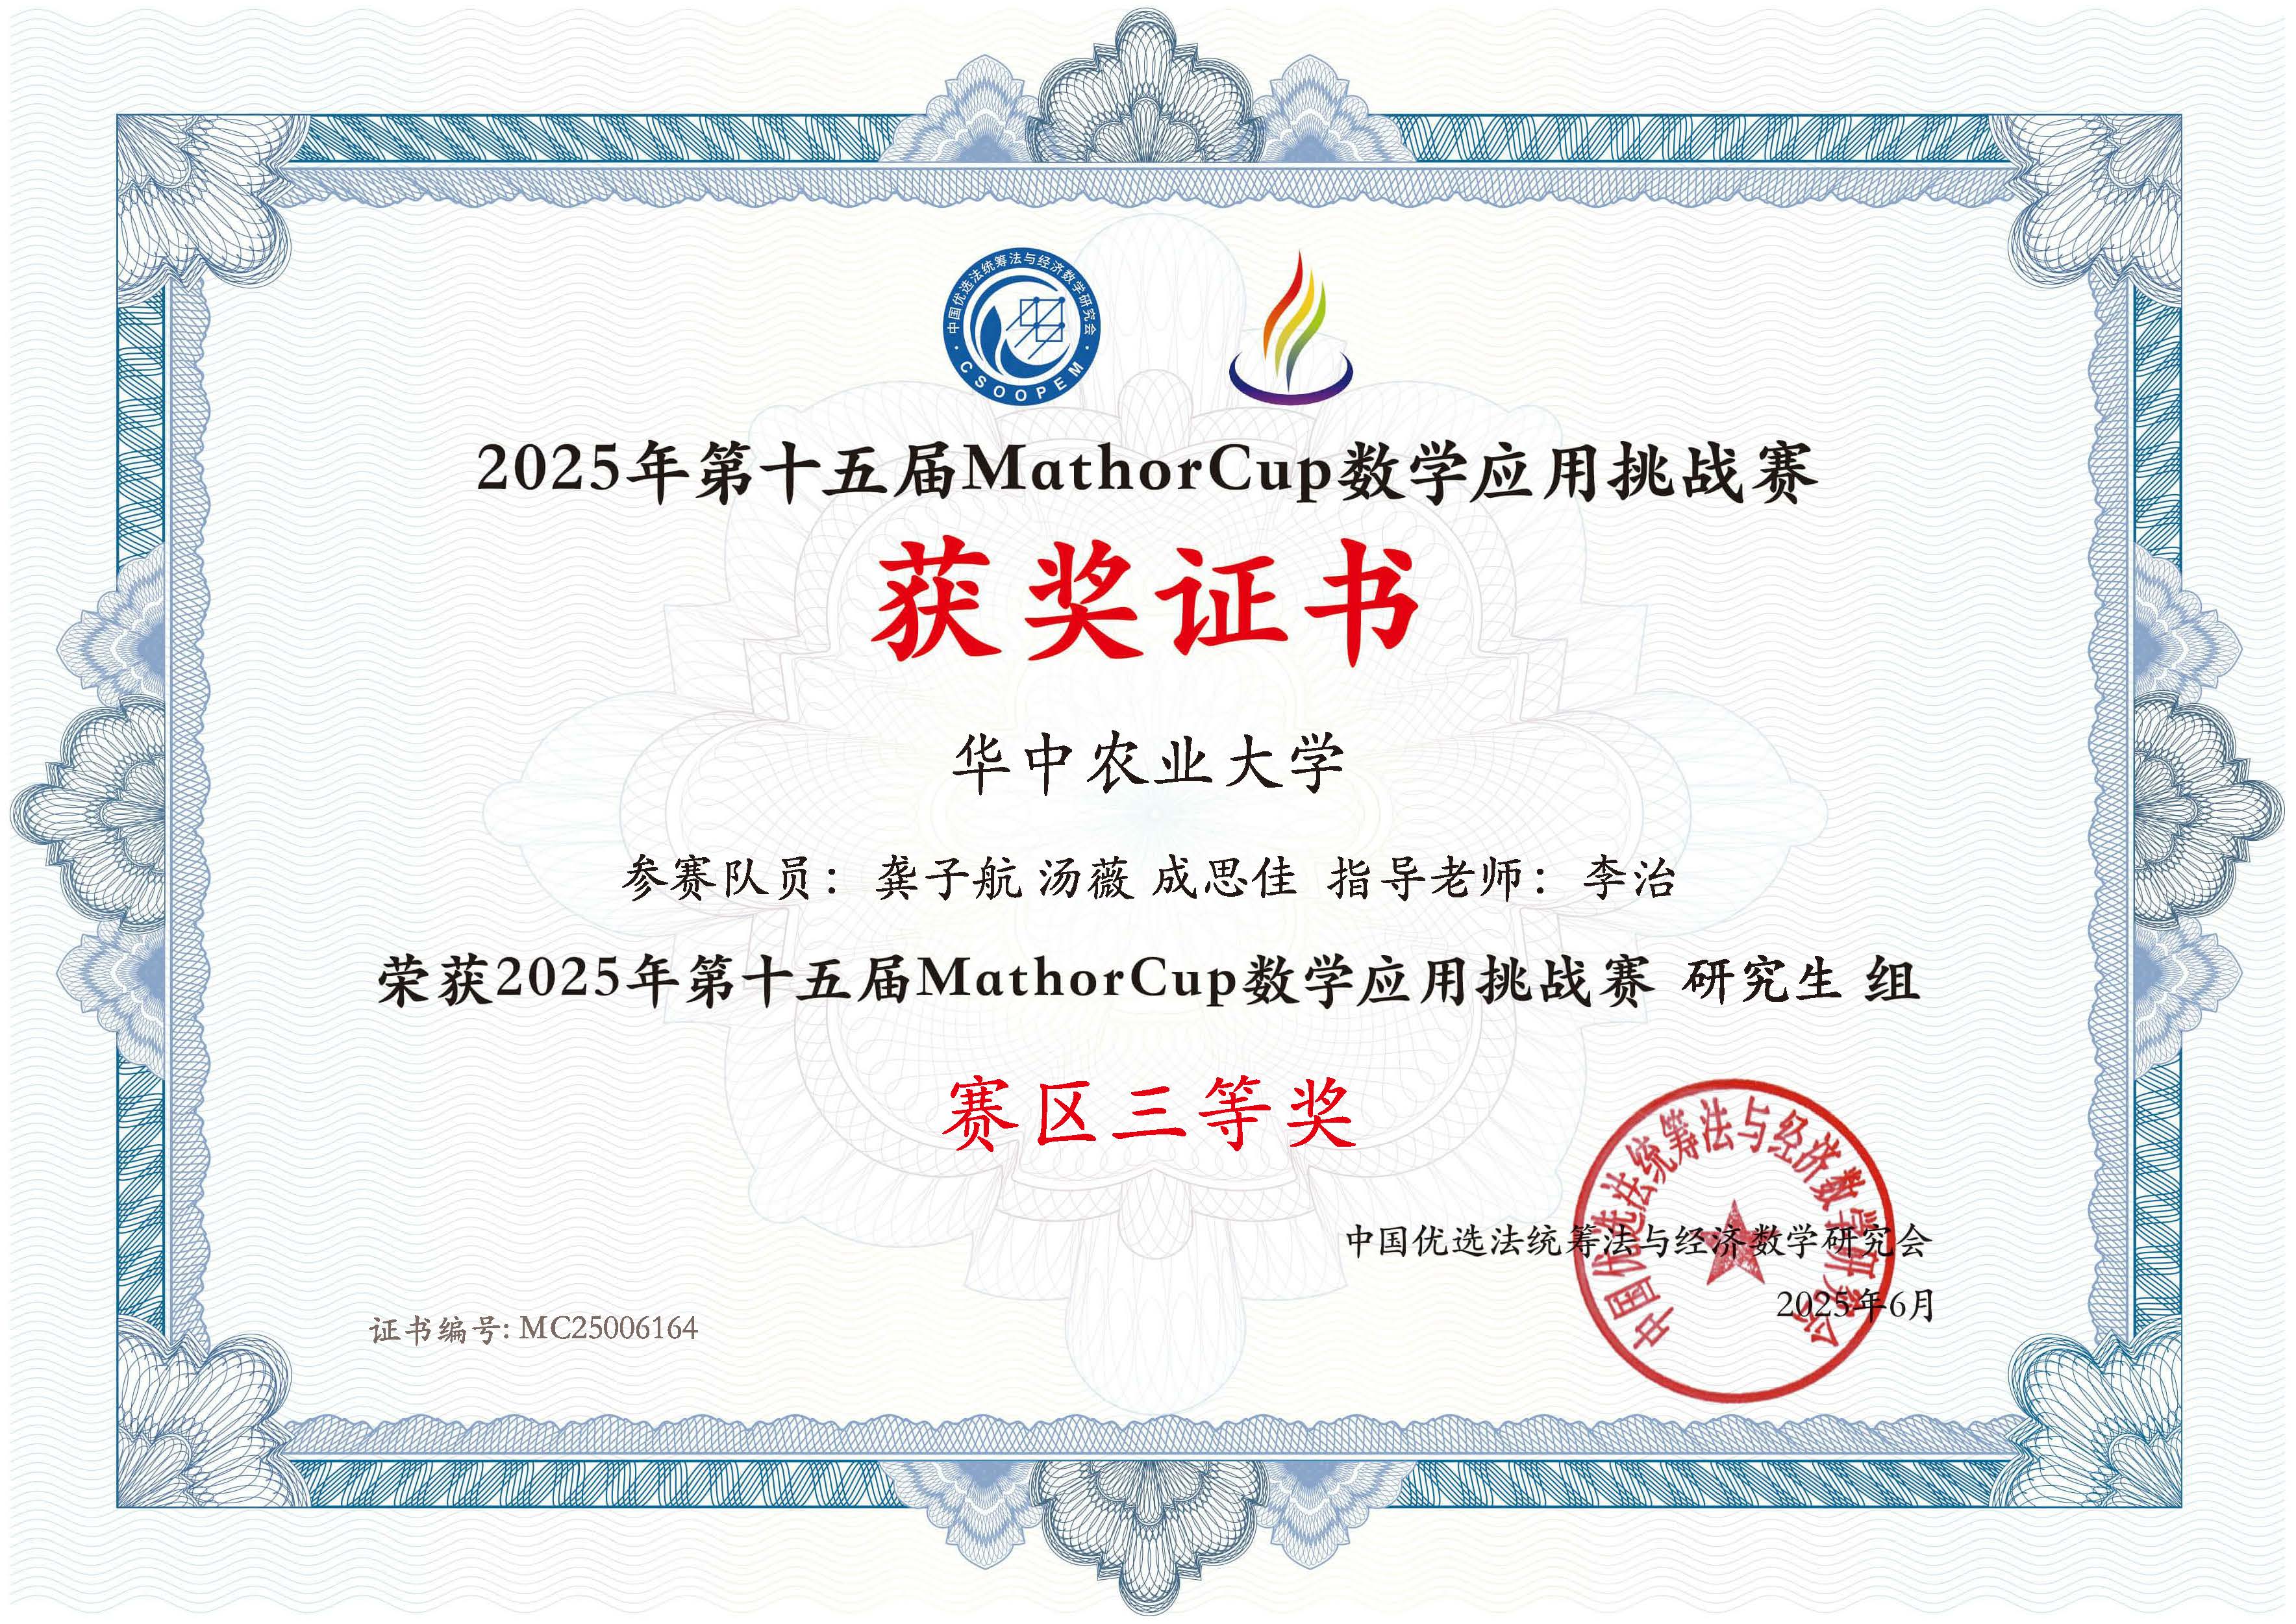 中国优选法统筹法与经济数学研究会
CSOOPEM
2025年第十五届MathorCup数学应用挑战赛
获奖证书
华中农业大学
参赛队员： 龚子航 汤薇 成思佳 指导老师： 李治
荣获2025年第十五届MathorCup数学应用挑战赛 研究生 组
赛区三等奖
中国优选法统筹法与经济数学研究会
中国优选法统筹法与经济数学研究会
2025年6月
证书编号: MC25006164